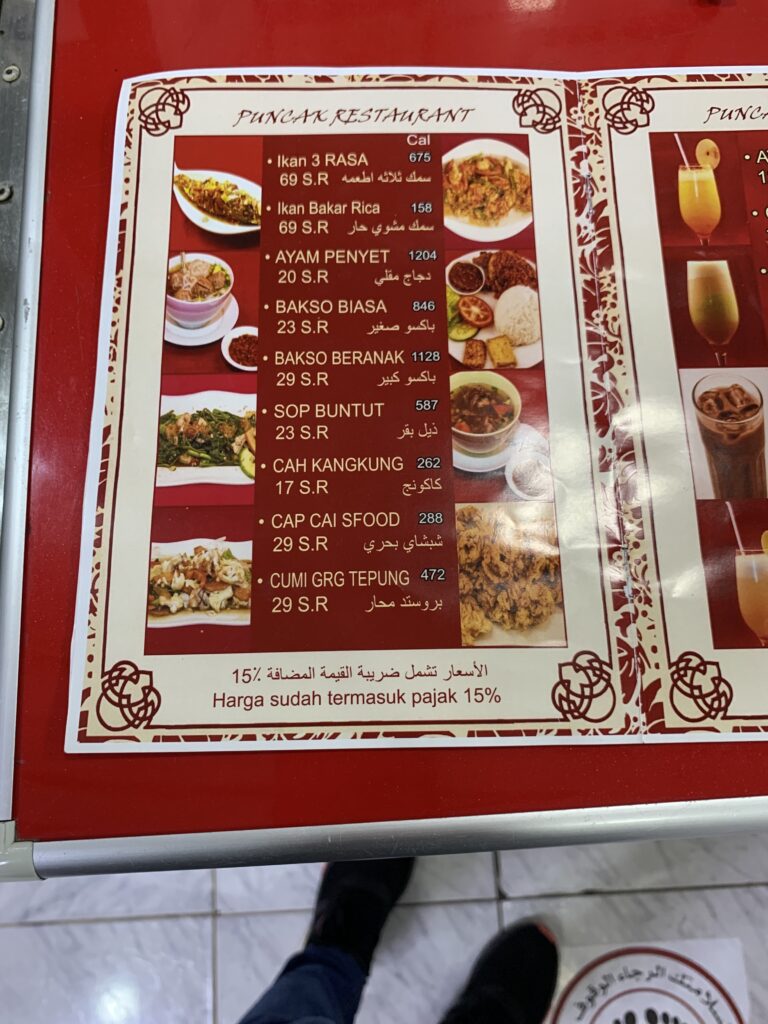 PUNCAK RESTAURANT
Cal
• Ikan 3 RASA 675
69 S.R سمك ثلاثه اطعمه
• Ikan Bakar Rica 158
69 S.R سمك مشوي حار
• AYAM PENYET 1204
20 S.R دجاج مقلي
• BAKSO BIASA 846
23 S.R باكسو صغير
• BAKSO BERANAK 1128
29 S.R باكسو كبير
• SOP BUNTUT 587
23 S.R ذيل بقر
• CAH KANGKUNG 262
17 S.R كاكونج
• CAP CAI SFOOD 288
29 S.R شبشاي بحري
• CUMI GRG TEPUNG 472
29 S.R بروستد محار
الأسعار تشمل ضريبة القيمة المضافة ٪15
Harga sudah termasuk pajak 15%
الرجاء الوقوف